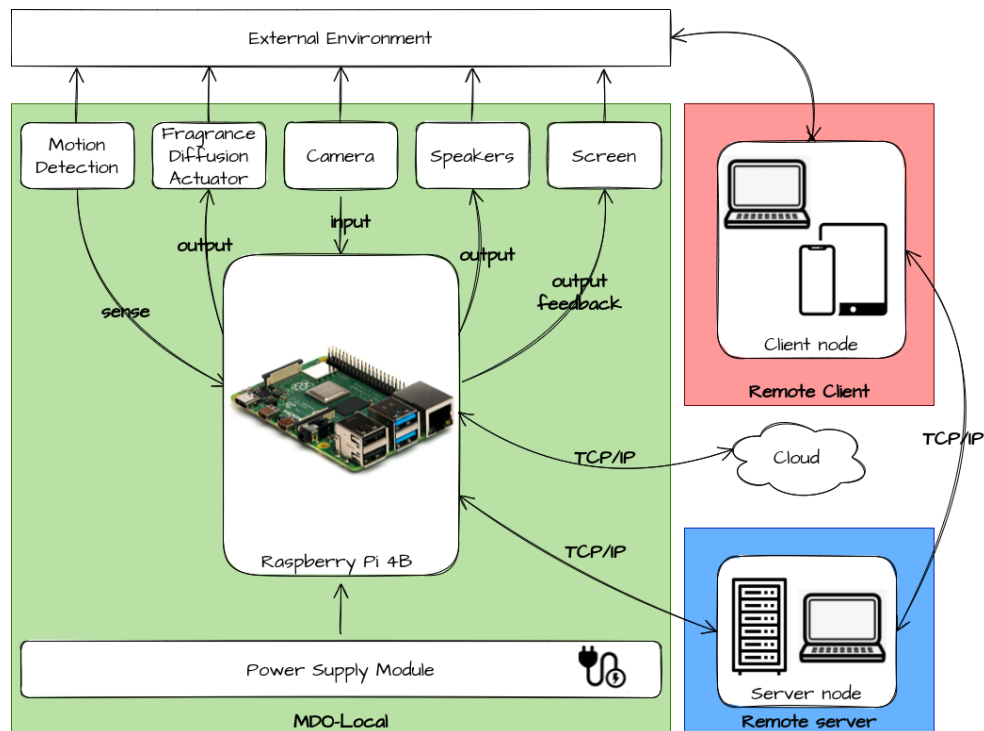 External Environment
Motion
Detection
Fragrance
Diffusion
Actuator
Camera
Speakers
Screen
input
output
output
output
feedback
sense
Client node
Remote Client
TCP/IP
Cloud
TCP/IP
TCP/IP
Raspberry Pi 4B
Power Supply Module
MDO-Local
Server node
Remote server